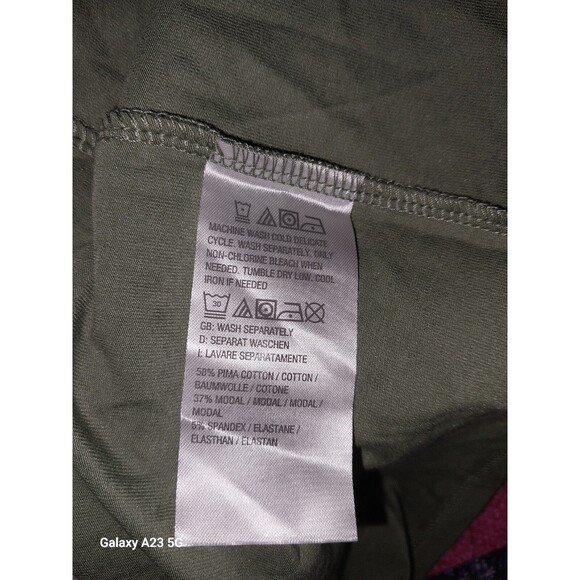 MACHINE WASH COLD DELICATE
CYCLE. WASH SEPARATELY. ONLY
NON-CHLORINE BLEACH WHEN
NEEDED. TUMBLE DRY LOW. COOL
IRON IF NEEDED
30
GB: WASH SEPARATELY
D: SEPARAT WASCHEN
I: LAVARE SEPARATAMENTE
58% PIMA COTTON / COTTON /
BAUMWOLLE / COTONE
37% MODAL / MODAL / MODAL /
MODAL
5% SPANDEX / ELASTANE /
ELASTHAN / ELASTAN
Galaxy A23 5G